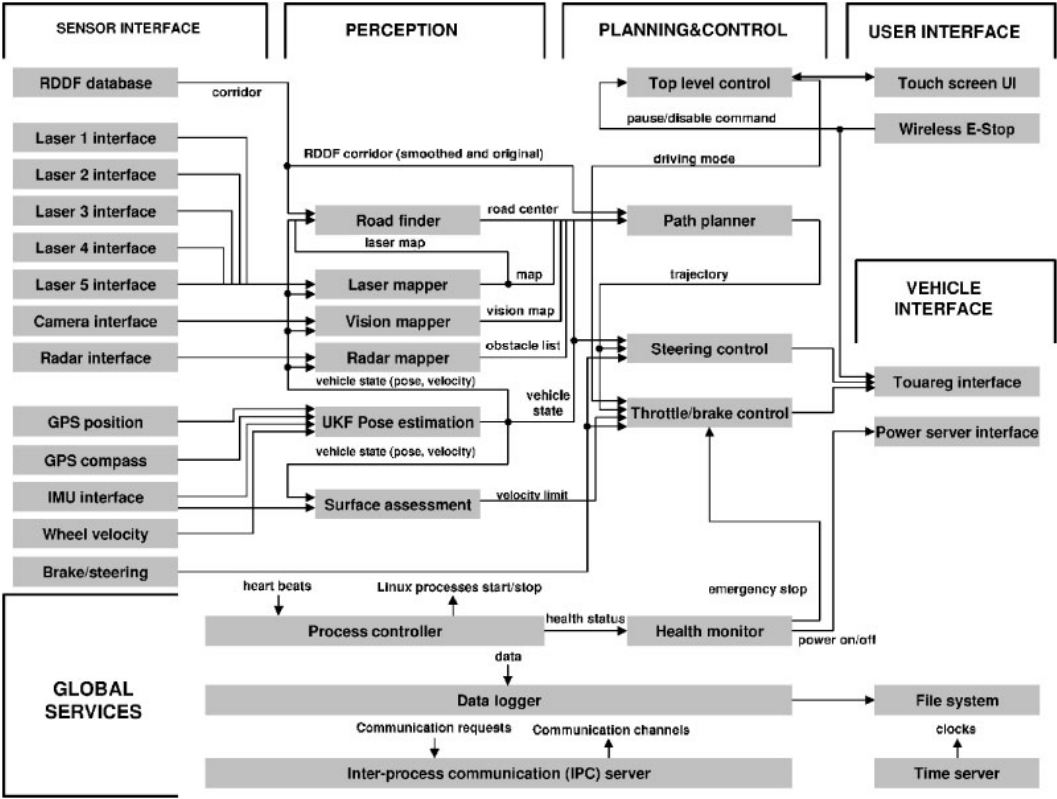 SENSOR INTERFACE
PERCEPTION
PLANNING&CONTROL
USER INTERFACE
RDDF database
corridor
Top level control
Touch screen UI
pause/disable command
Wireless E-Stop
Laser 1 interface
RDDF corridor (smoothed and original)
driving mode
Laser 2 interface
Laser 3 interface
Road finder
road center
Path planner
laser map
Laser 4 interface
map
trajectory
Laser 5 interface
Laser mapper
VEHICLE
INTERFACE
Camera interface
Vision mapper
vision map
Radar interface
Radar mapper
obstacle list
Steering control
vehicle state (pose, velocity)
vehicle
state
Touareg interface
GPS position
UKF Pose estimation
Throttle/brake control
Power server interface
vehicle state (pose, velocity)
GPS compass
IMU interface
Surface assessment
velocity limit
Wheel velocity
Brake/steering
heart beats
Linux processes start/stop
emergency stop
Process controller
health status
Health monitor
power on/off
data
GLOBAL
SERVICES
Data logger
File system
Communication requests
Communication channels
clocks
Inter-process communication (IPC) server
Time server